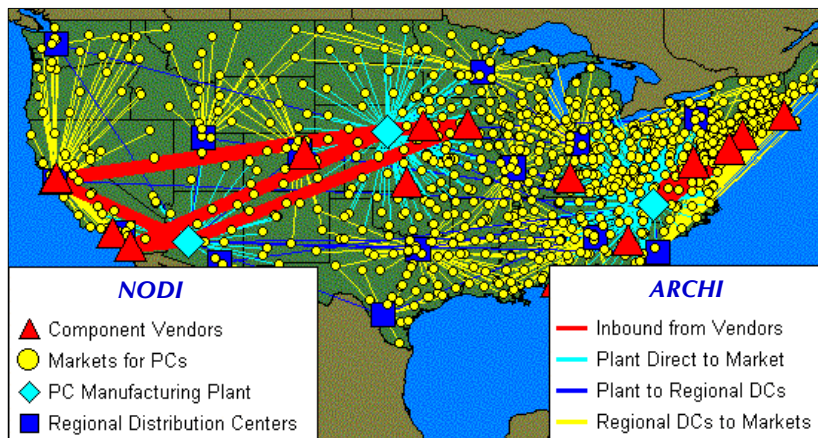 NODI
Component Vendors
Markets for PCs
PC Manufacturing Plant
Regional Distribution Centers
ARCHI
Inbound from Vendors
Plant Direct to Market
Plant to Regional DCs
Regional DCs to Markets